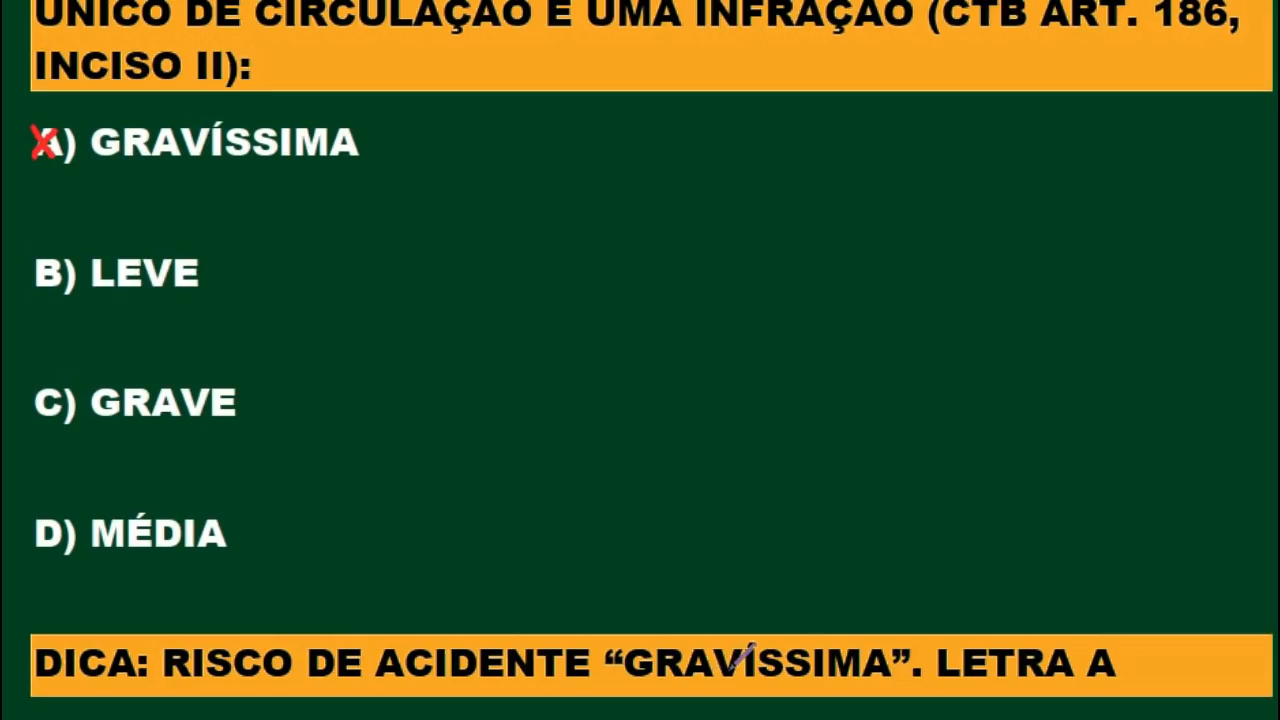 ÚNICO DE CIRCULAÇÃO É UMA INFRAÇÃO (CTB ART. 186,
INCISO II):
A) GRAVÍSSIMA
B) LEVE
C) GRAVE
D) MÉDIA
DICA: RISCO DE ACIDENTE “GRAVÍSSIMA”. LETRA A